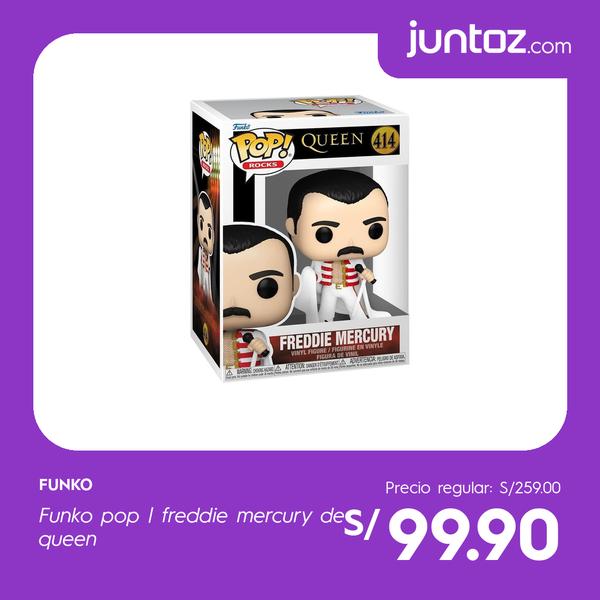 juntoz.com
Funko
POP!
ROCKS
QUEEN
414
FREDDIE MERCURY
VINYL FIGURE / FIGURINE EN VINYLE
FIGURA DE VINIL
FUNKO
Precio regular: S/259.00
Funko pop | freddie mercury de
queen
S/ 99.90